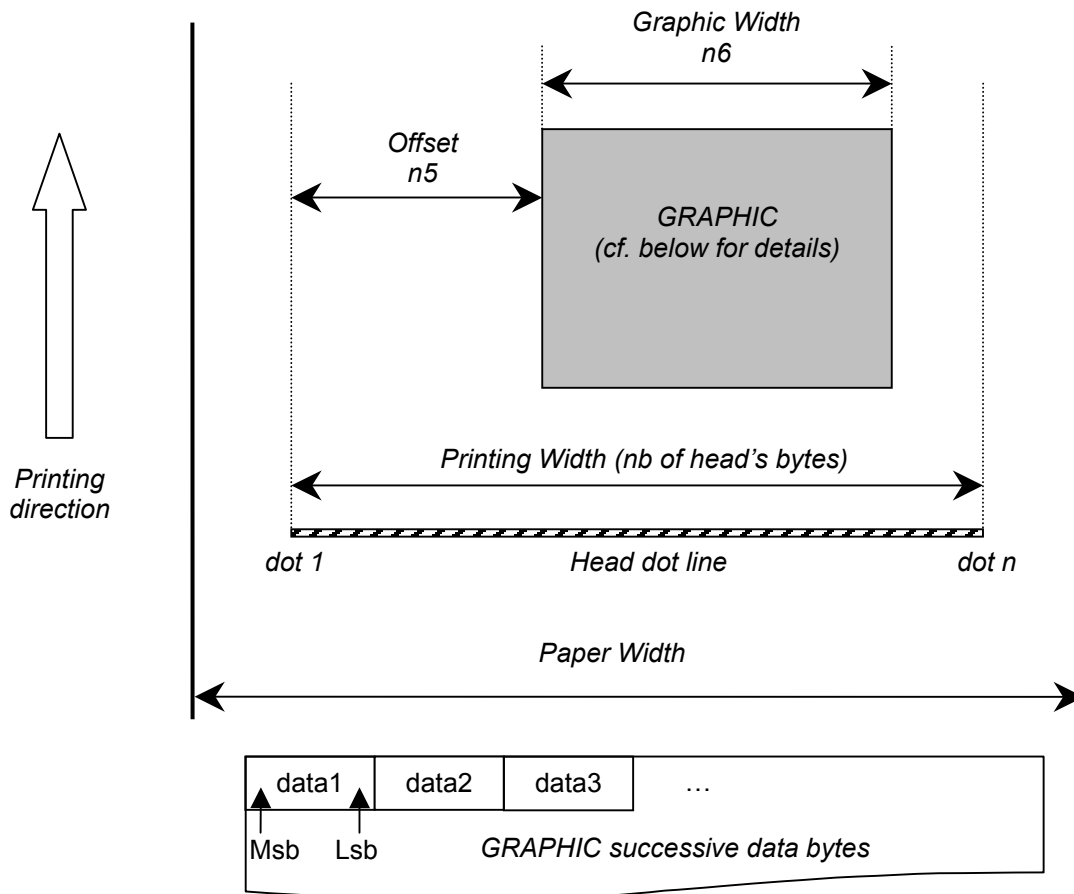 Graphic Width
n6
Offset
n5
GRAPHIC
(cf. below for details)
Printing
direction
Printing Width (nb of head’s bytes)
dot 1
Head dot line
dot n
Paper Width
data1
data2
data3
…
Msb
Lsb
GRAPHIC successive data bytes